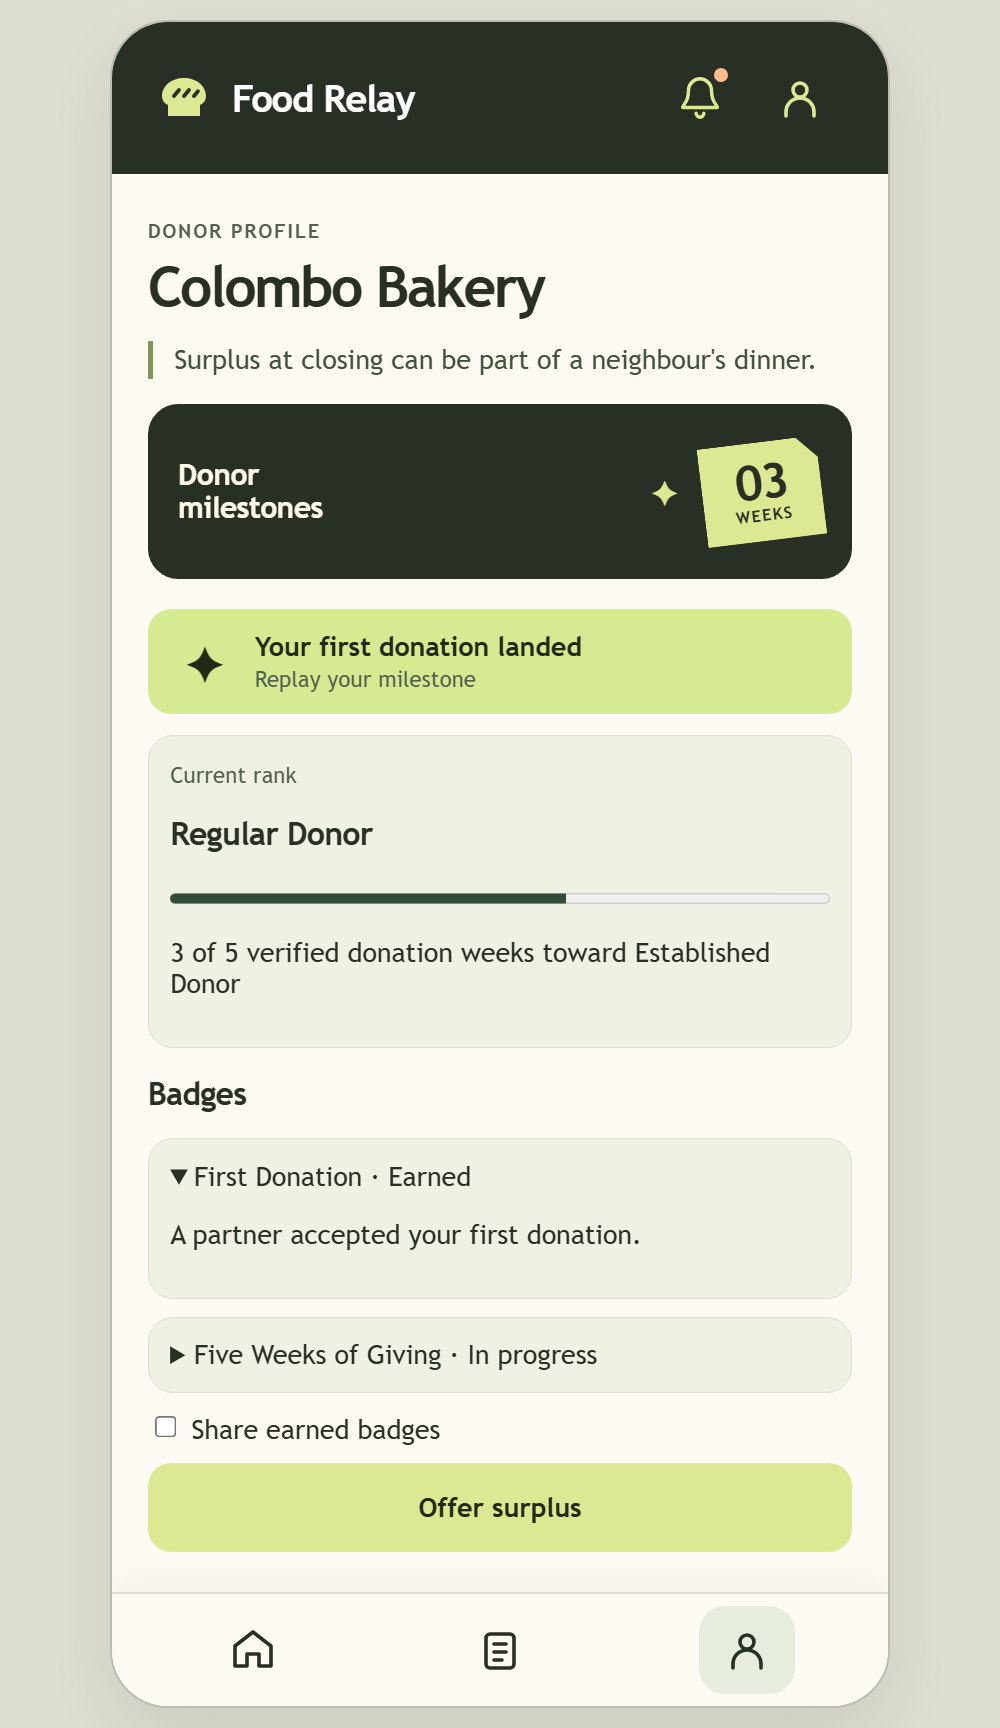 Food Relay
DONOR PROFILE
Colombo Bakery
Surplus at closing can be part of a neighbour's dinner.
Donor
milestones
03
WEEKS
Your first donation landed
Replay your milestone
Current rank
Regular Donor
3 of 5 verified donation weeks toward Established
Donor
Badges
First Donation · Earned
A partner accepted your first donation.
Five Weeks of Giving · In progress
Share earned badges
Offer surplus